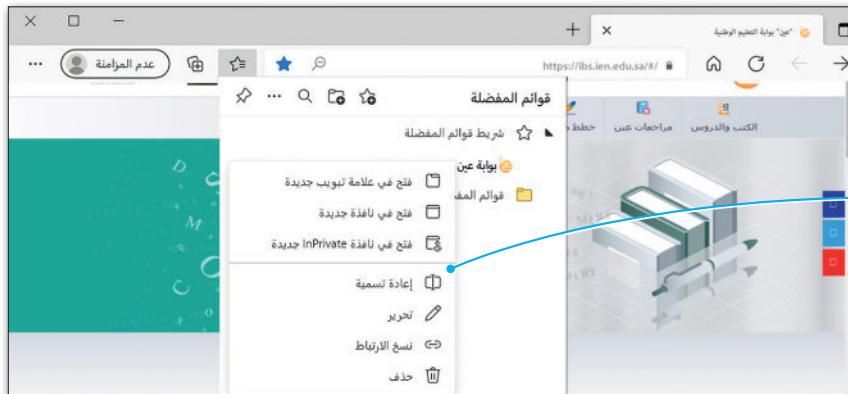 "عين" بوابة التعليم الوطنية
https://ibs.ien.edu.sa/#/
عدم المزامنة
قوائم المفضلة
شريط قوائم المفضلة
بوابة عين
قوائم المف
فتح في علامة تبويب جديدة
فتح في نافذة جديدة
فتح في نافذة InPrivate جديدة
إعادة تسمية
تحرير
نسخ الارتباط
حذف
الكتب والدروس
مراجعات عين
خطط